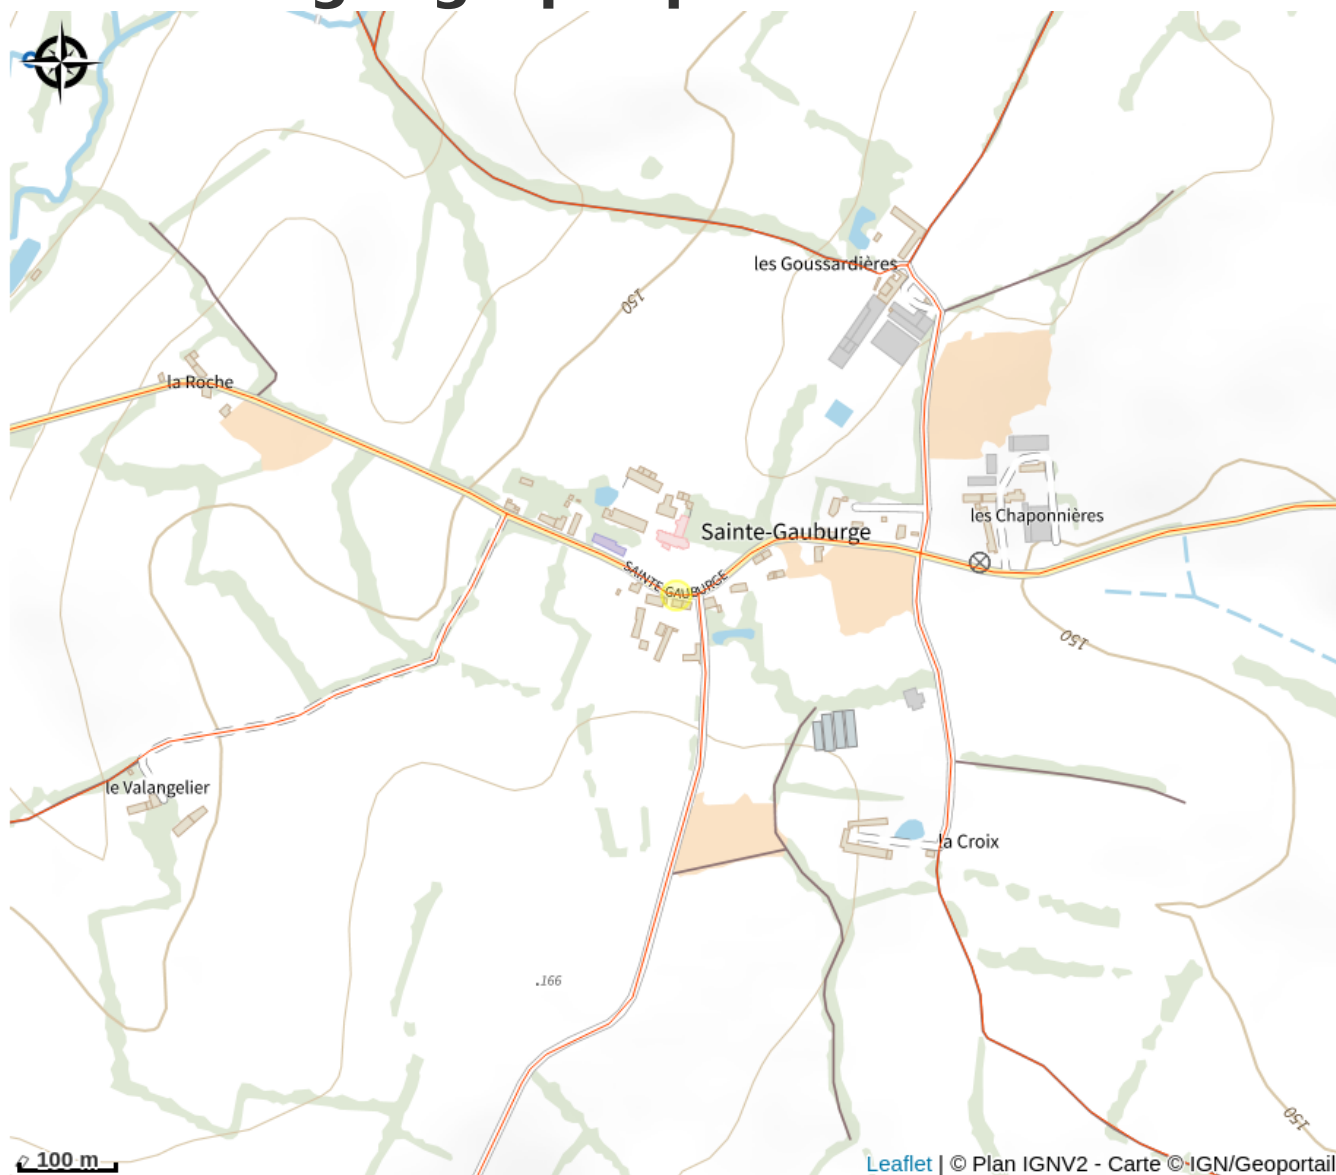 les Goussardières
150
la Roche
les Chaponnières
Sainte-Gauburge
SAINTE GAUBURGE
150
le Valangelier
la Croix
.166
150
100 m
Leaflet | © Plan IGNV2 - Carte © IGN/Geoportail